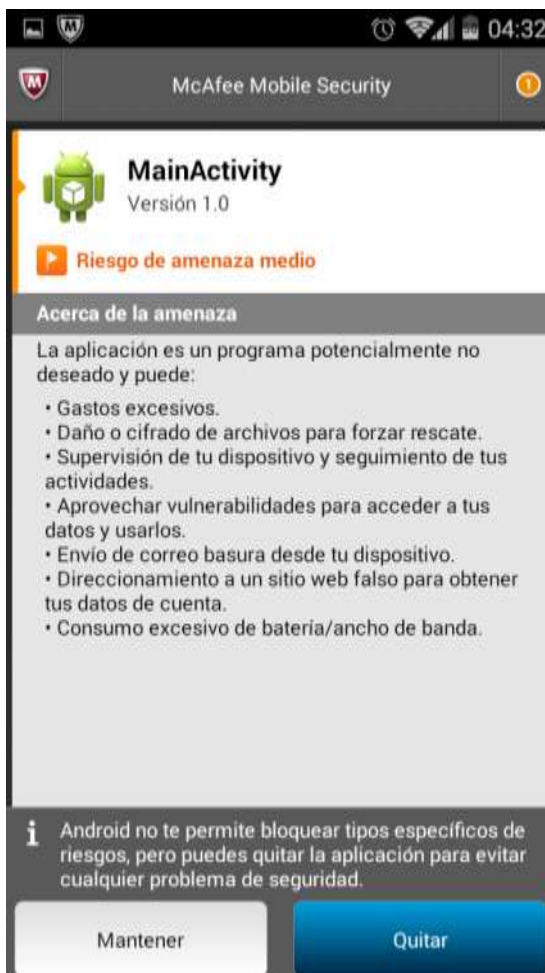 04:32
McAfee Mobile Security
1
MainActivity
Versión 1.0
Riesgo de amenaza medio
Acerca de la amenaza
La aplicación es un programa potencialmente no
deseado y puede:
• Gastos excesivos.
• Daño o cifrado de archivos para forzar rescate.
• Supervisión de tu dispositivo y seguimiento de tus
actividades.
• Aprovechar vulnerabilidades para acceder a tus
datos y usarlos.
• Envío de correo basura desde tu dispositivo.
• Direccionamiento a un sitio web falso para obtener
tus datos de cuenta.
• Consumo excesivo de batería/ancho de banda.
Android no te permite bloquear tipos específicos de
riesgos, pero puedes quitar la aplicación para evitar
cualquier problema de seguridad.
Mantener
Quitar